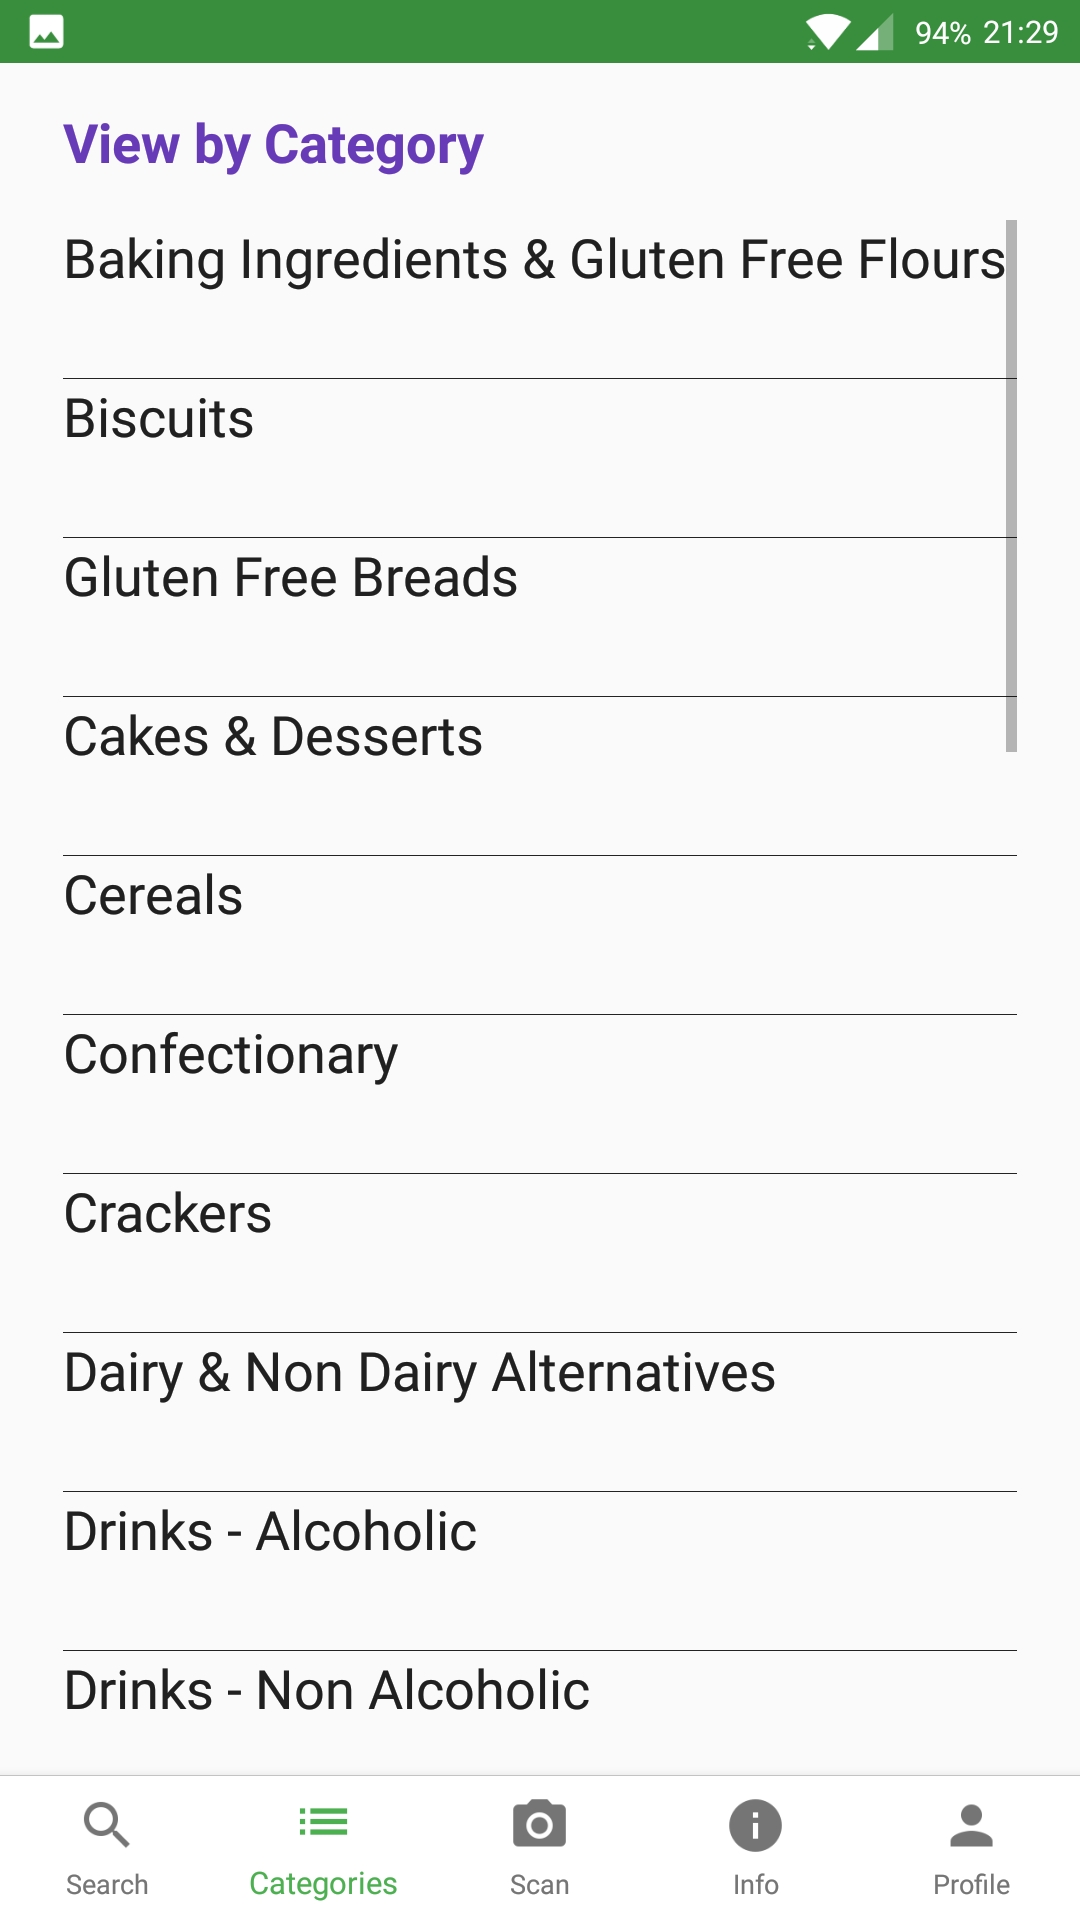 94% 21:29
View by Category
Baking Ingredients & Gluten Free Flours
Biscuits
Gluten Free Breads
Cakes & Desserts
Cereals
Confectionary
Crackers
Dairy & Non Dairy Alternatives
Drinks - Alcoholic
Drinks - Non Alcoholic
Search Categories Scan Info Profile